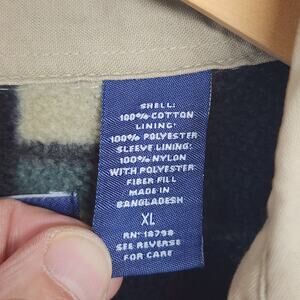 SHELL:
100% COTTON
LINING:
100% POLYESTER
SLEEVE LINING:
100% NYLON
WITH POLYESTER
FIBER FILL
MADE IN
BANGLADESH
XL
RN: 18798
SEE REVERSE
FOR CARE